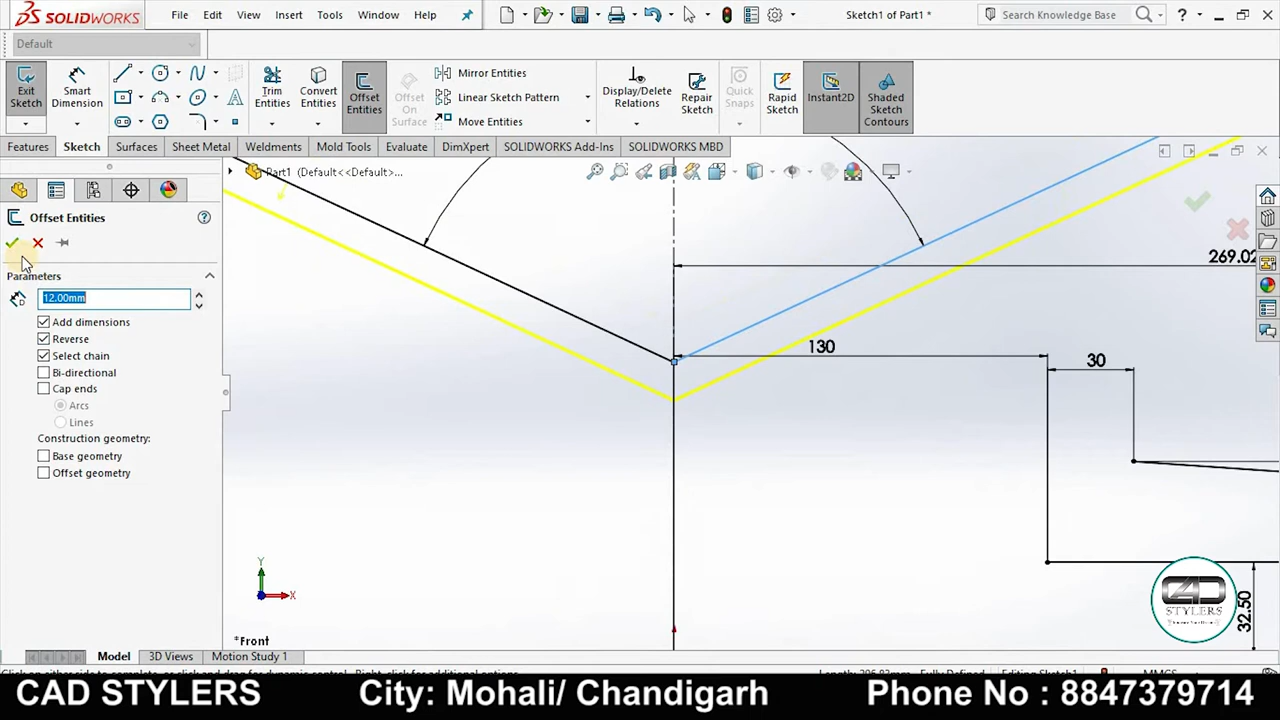 SOLIDWORKS File Edit View Insert Tools Window Help Sketch1 of Part1 * Search Knowledge Base
Default
Exit Sketch
Smart Dimension
Trim Entities
Convert Entities
Offset Entities
Offset On Surface
Mirror Entities
Linear Sketch Pattern
Move Entities
Display/Delete Relations
Repair Sketch
Quick Snaps
Rapid Sketch
Instant2D
Shaded Sketch Contours
Features Sketch Surfaces Sheet Metal Weldments Mold Tools Evaluate DimXpert SOLIDWORKS Add-Ins SOLIDWORKS MBD
Part1 (Default<<Default>...
Offset Entities
Parameters
12.00mm
Add dimensions
Reverse
Select chain
Bi-directional
Cap ends
Arcs
Lines
Construction geometry:
Base geometry
Offset geometry
269.02
130
30
32.50
Y
X
*Front
CAD
STYLERS
Model 3D Views Motion Study 1
CAD STYLERS City: Mohali/ Chandigarh Phone No : 8847379714